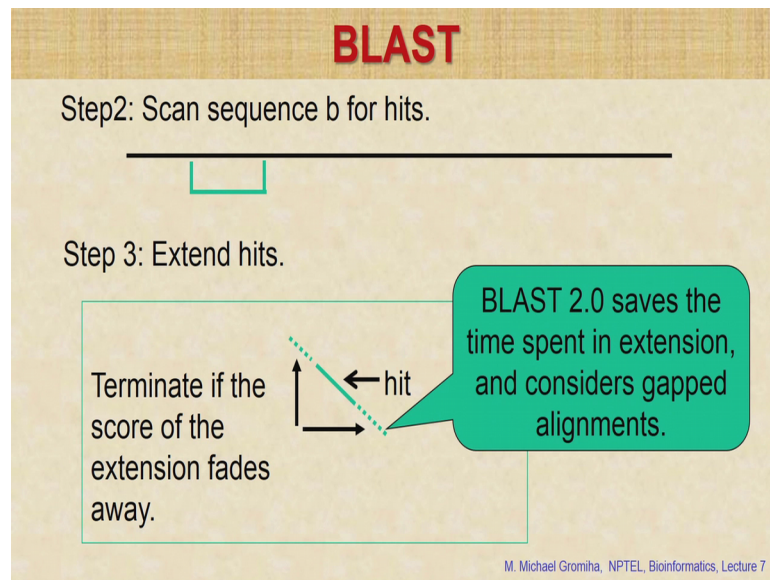 BLAST
Step2: Scan sequence b for hits.
Step 3: Extend hits.
BLAST 2.0 saves the
time spent in extension,
and considers gapped
alignments.
hit
Terminate if the
score of the
extension fades
away.
M. Michael Gromiha, NPTEL, Bioinformatics, Lecture 7